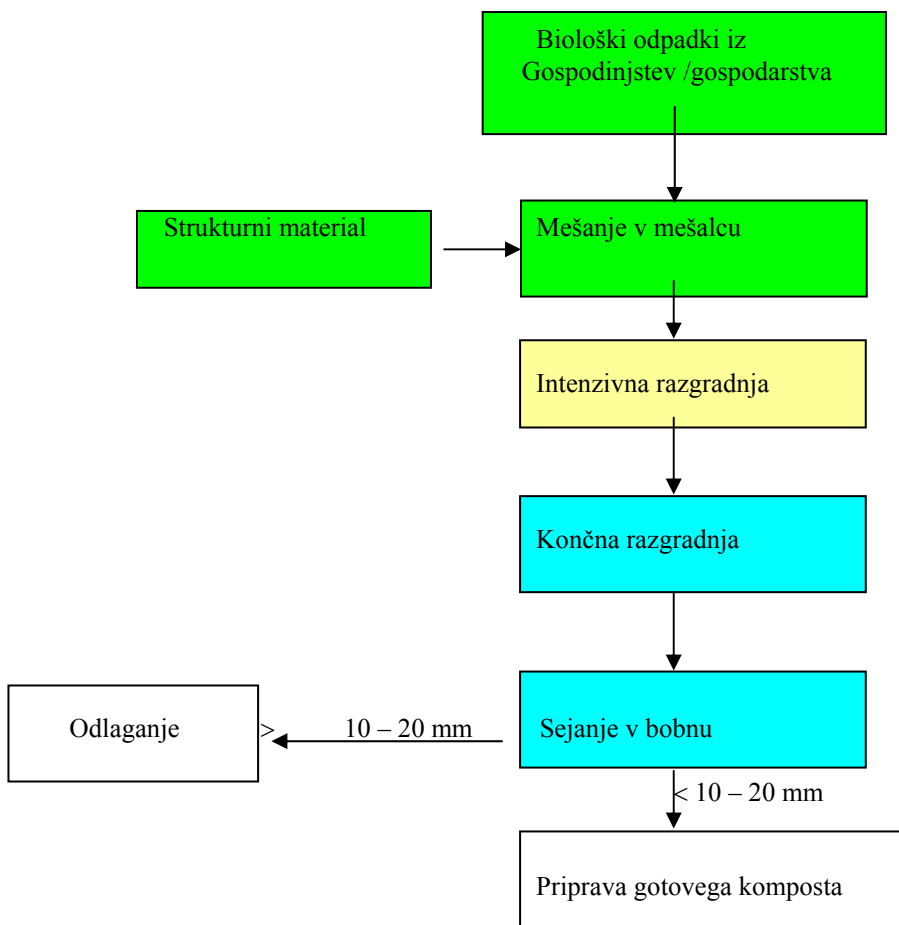 Biološki odpadki iz
Gospodinjstev /gospodarstva
Strukturni material
Mešanje v mešalcu
Intenzivna razgradnja
Končna razgradnja
Odlaganje
> 10 – 20 mm
Sejanje v bobnu
< 10 – 20 mm
Priprava gotovega komposta